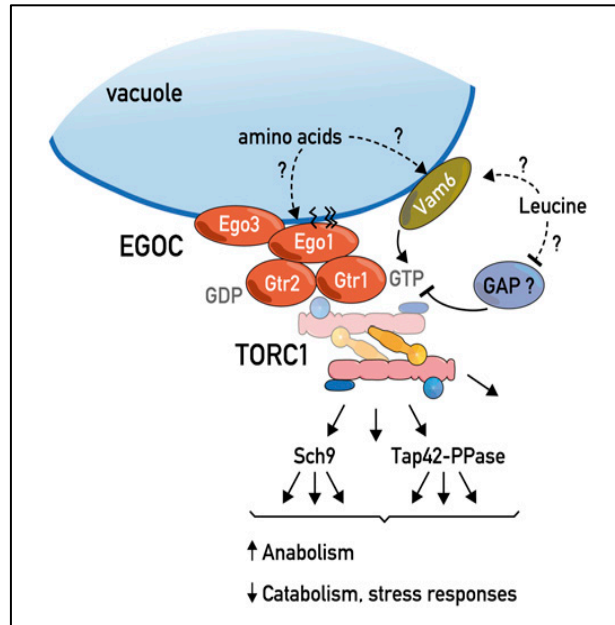 vacuole
amino acids
?
?
?
Vam6
Leucine
Ego3
EGOC
Ego1
?
Gtr2
Gtr1
GTP
GAP ?
GDP
TORC1
Sch9
Tap42-PPase
↑ Anabolism
↓ Catabolism, stress responses